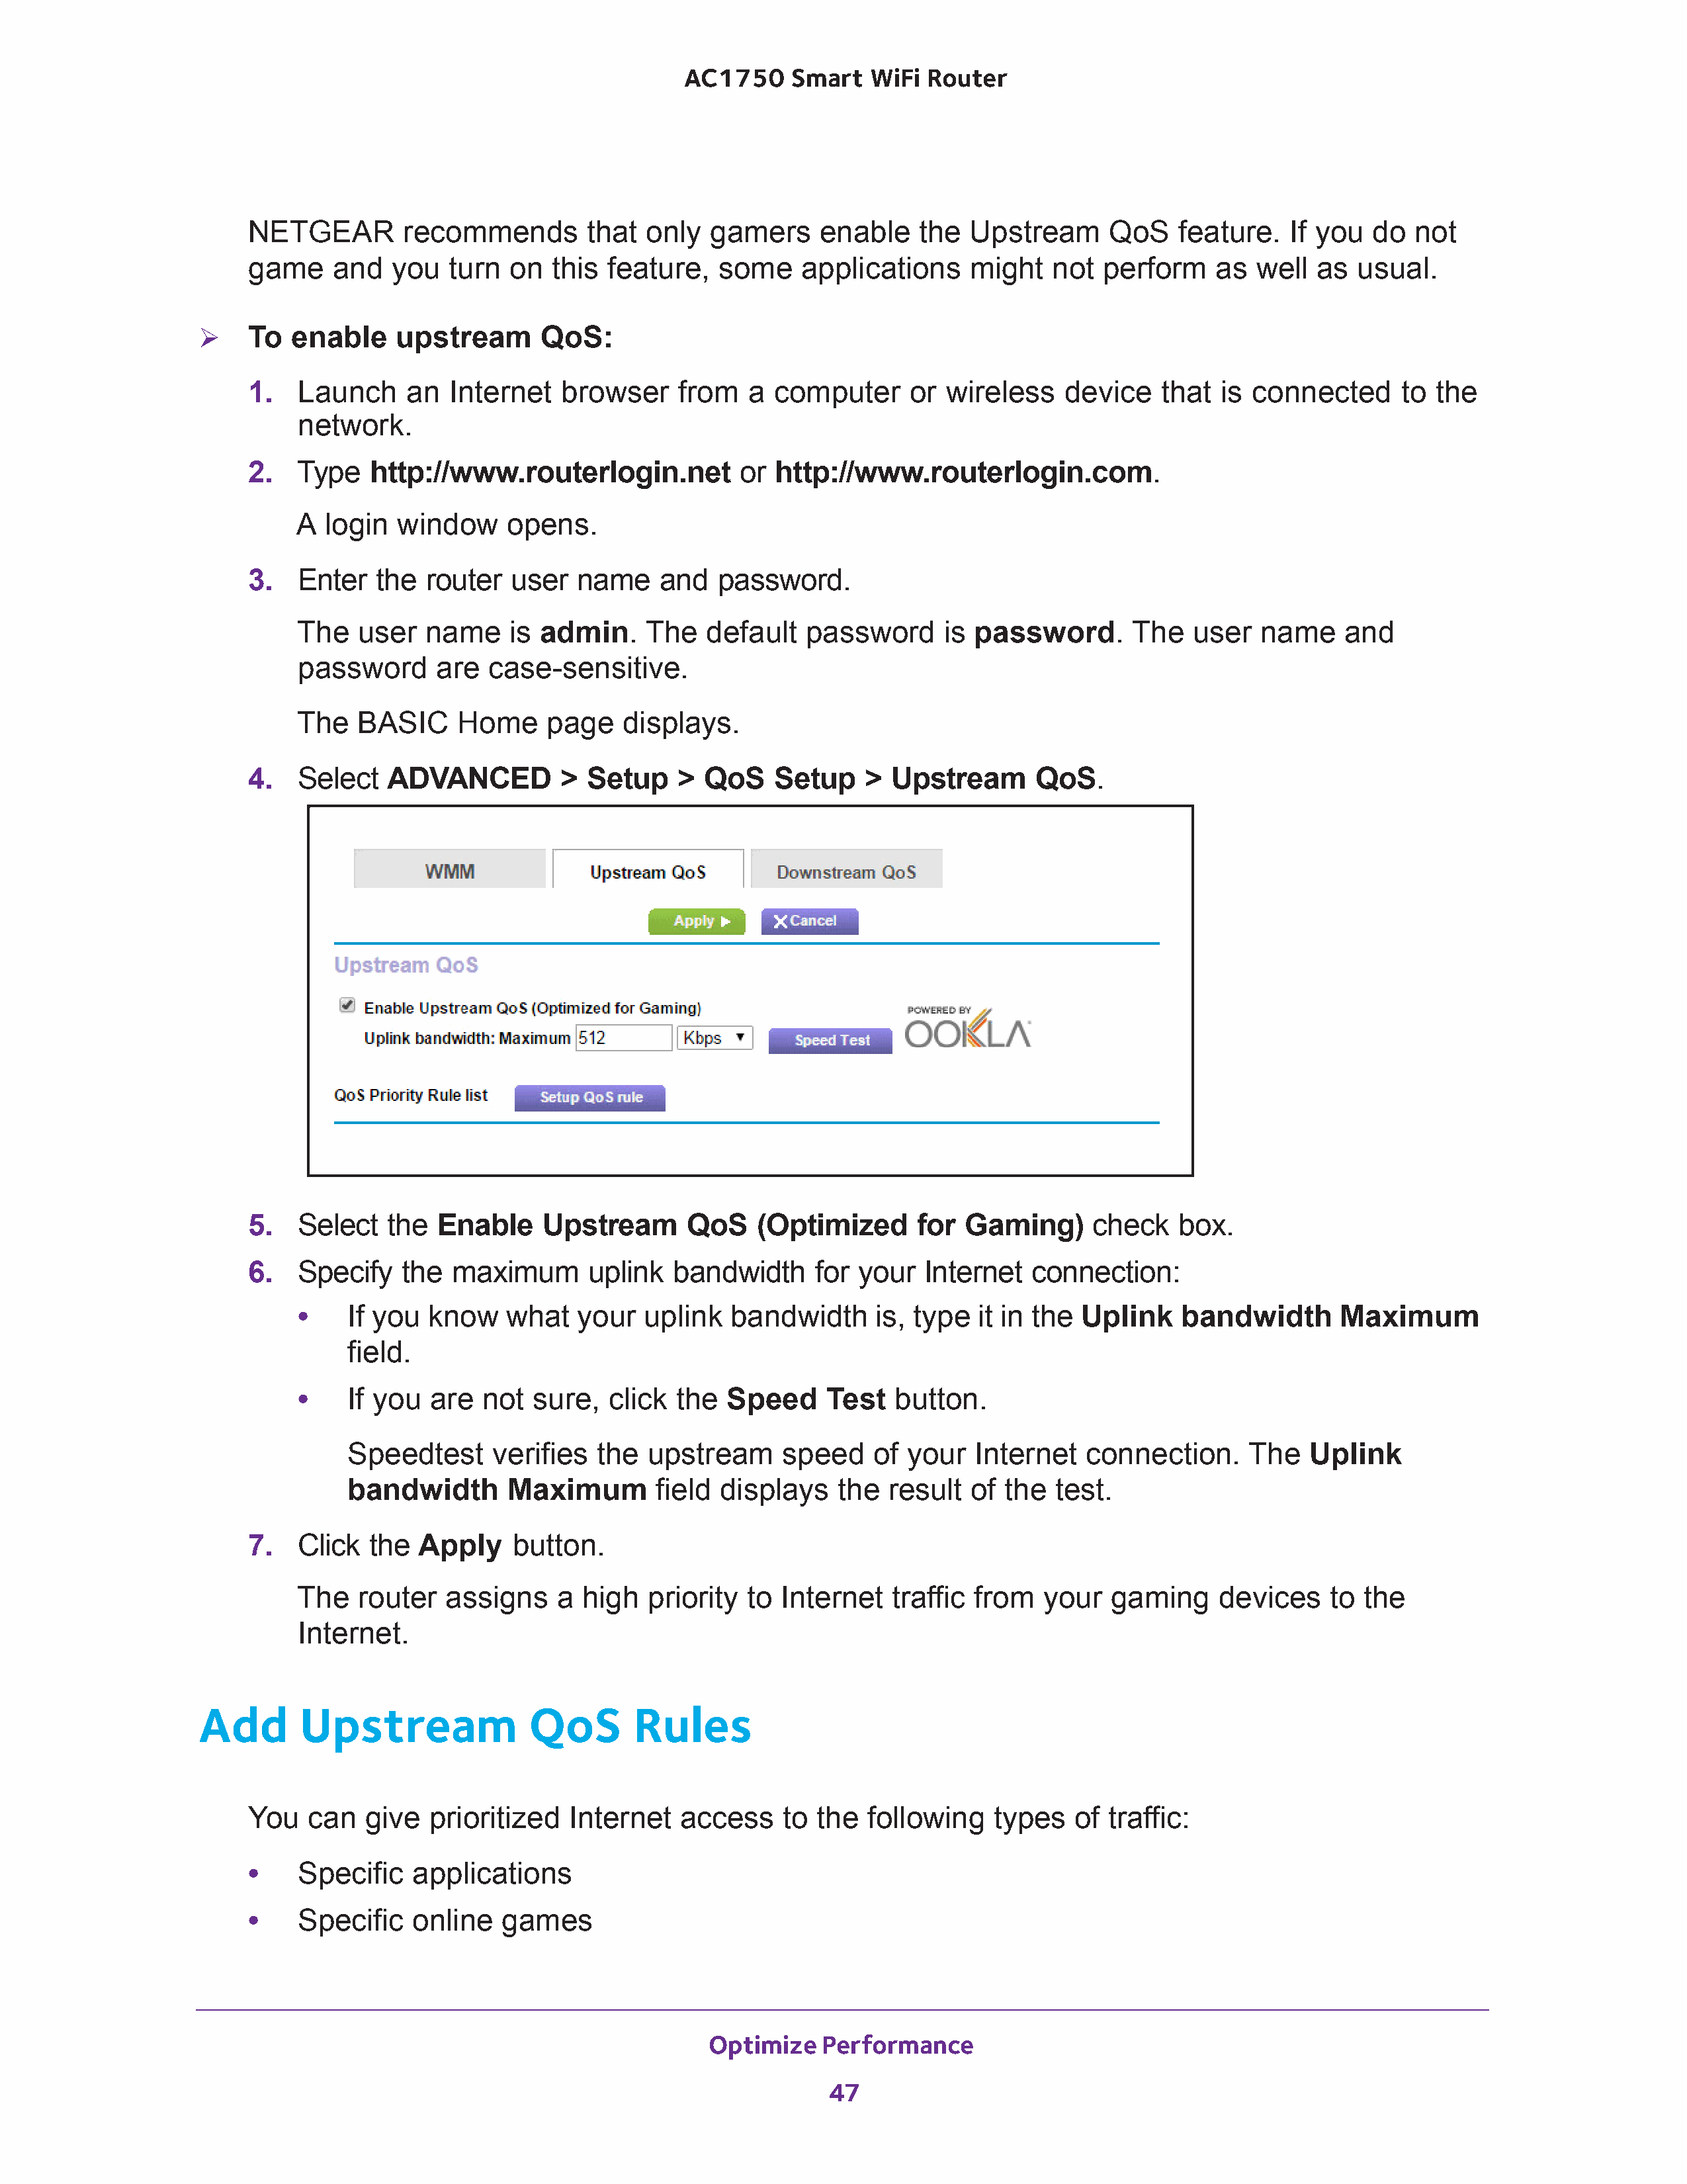 AC1750 Smart WiFi Router
NETGEAR recommends that only gamers enable the Upstream QoS feature. If you do not
game and you turn on this feature, some applications might not perform as well as usual.
➢ To enable upstream QoS:
1. Launch an Internet browser from a computer or wireless device that is connected to the
network.
2. Type http://www.routerlogin.net or http://www.routerlogin.com.
A login window opens.
3. Enter the router user name and password.
The user name is admin. The default password is password. The user name and
password are case-sensitive.
The BASIC Home page displays.
4. Select ADVANCED > Setup > QoS Setup > Upstream QoS.
WMM Upstream QoS Downstream QoS
Apply ▶ X Cancel
Upstream QoS
Enable Upstream QoS (Optimized for Gaming)
POWERED BY
Uplink bandwidth: Maximum 512 Kbps ▼ Speed Test OOKLA
QoS Priority Rule list Setup QoS rule
5. Select the Enable Upstream QoS (Optimized for Gaming) check box.
6. Specify the maximum uplink bandwidth for your Internet connection:
• If you know what your uplink bandwidth is, type it in the Uplink bandwidth Maximum
field.
• If you are not sure, click the Speed Test button.
Speedtest verifies the upstream speed of your Internet connection. The Uplink
bandwidth Maximum field displays the result of the test.
7. Click the Apply button.
The router assigns a high priority to Internet traffic from your gaming devices to the
Internet.
Add Upstream QoS Rules
You can give prioritized Internet access to the following types of traffic:
• Specific applications
• Specific online games
Optimize Performance
47